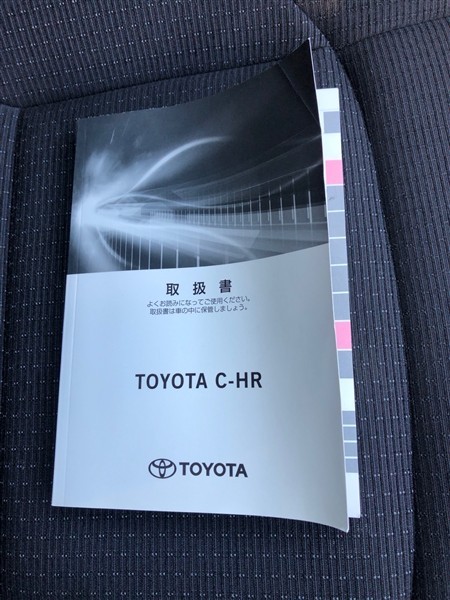 取扱書
よくお読みになってご使用ください。
取扱書は車の中に保管しましょう。
TOYOTA C-HR
TOYOTA